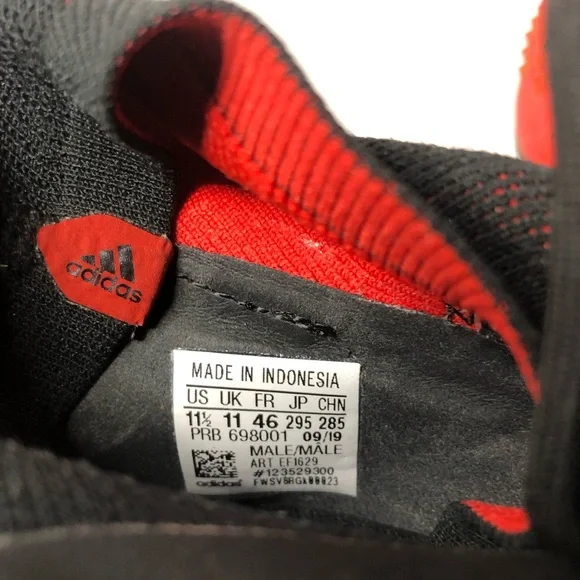 adidas
MADE IN INDONESIA
US UK FR JP CHN
11½ 11 46 295 285
PRB 698001 09/19
MALE/MÂLE
ART EF1629
#123529300
adidas